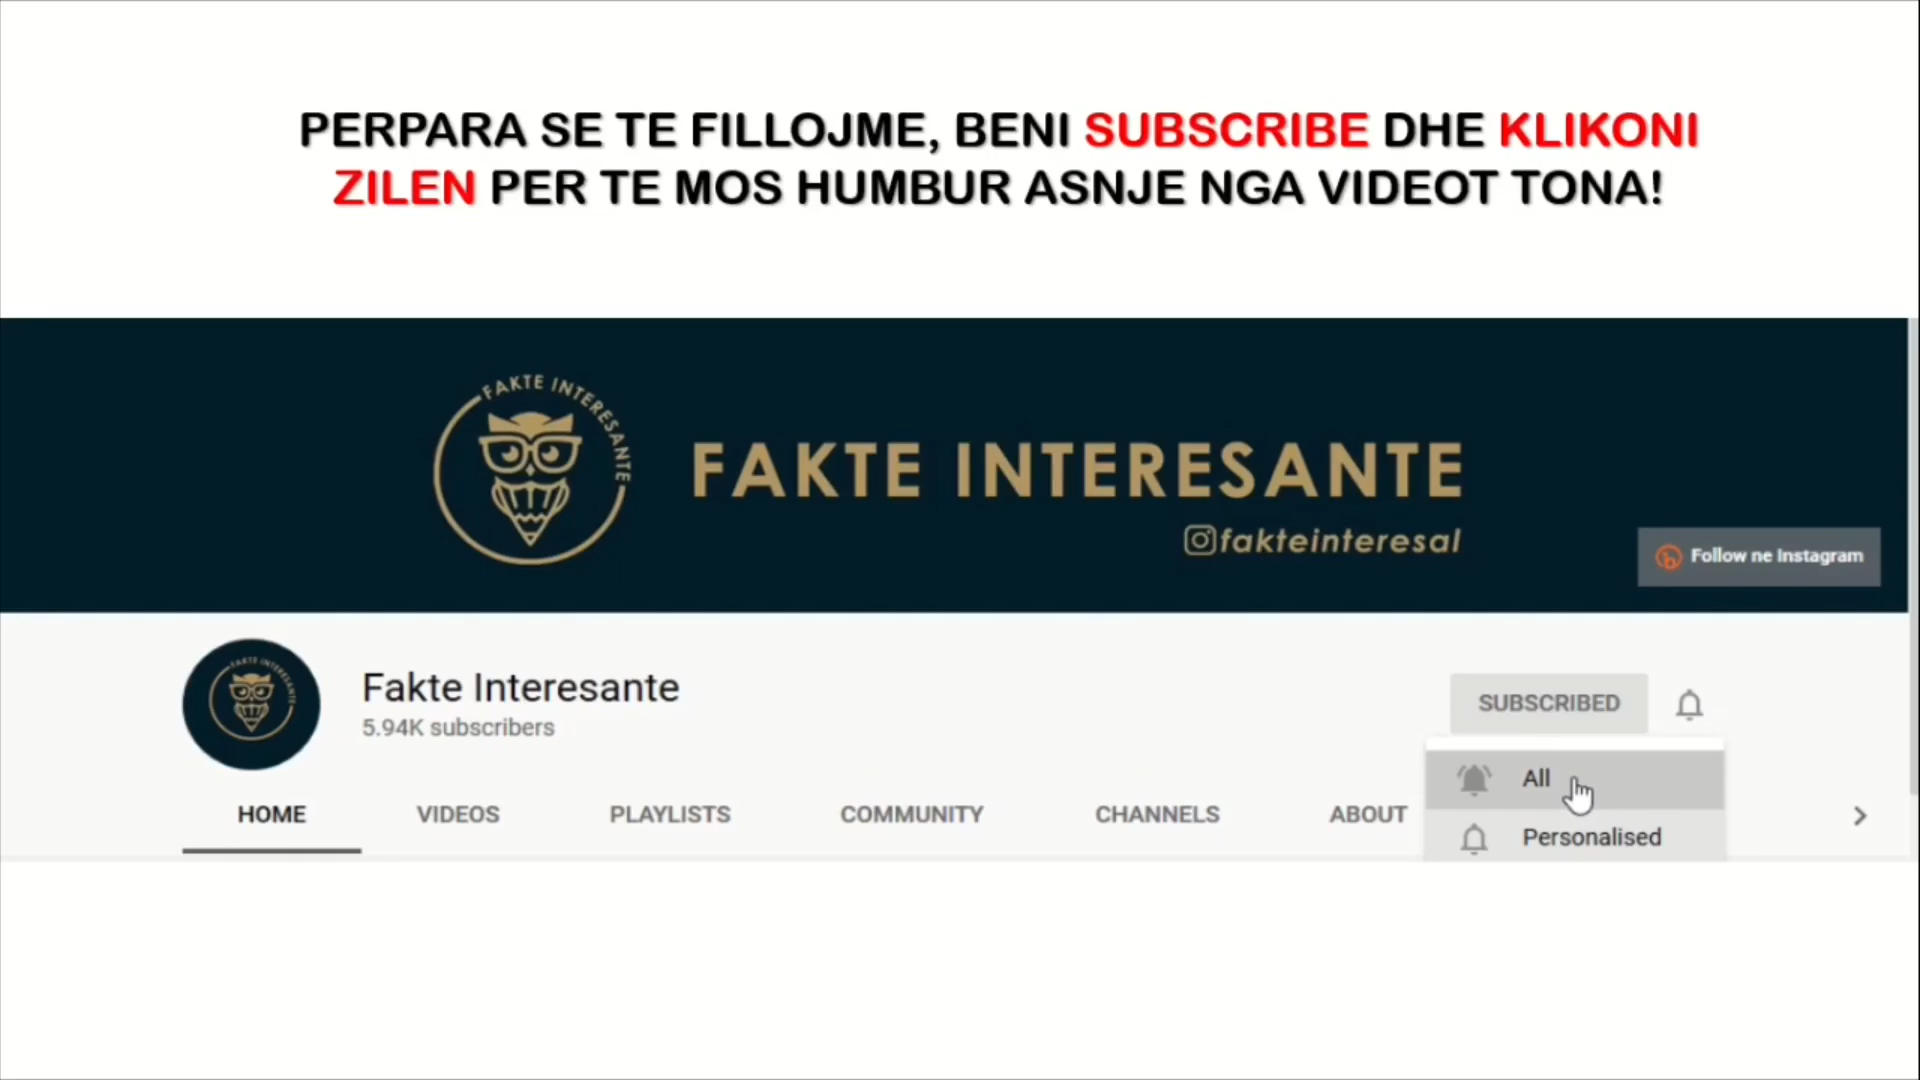 PERPARA SE TE FILLOJME, BENI SUBSCRIBE DHE KLIKONI
ZILEN PER TE MOS HUMBUR ASNJE NGA VIDEOT TONA!
FAKTE INTERESANTE
FAKTE INTERESANTE
fakteinteresal
Follow ne Instagram
FAKTE INTERESANTE
Fakte Interesante
5.94K subscribers
SUBSCRIBED
All
Personalised
HOME VIDEOS PLAYLISTS COMMUNITY CHANNELS ABOUT